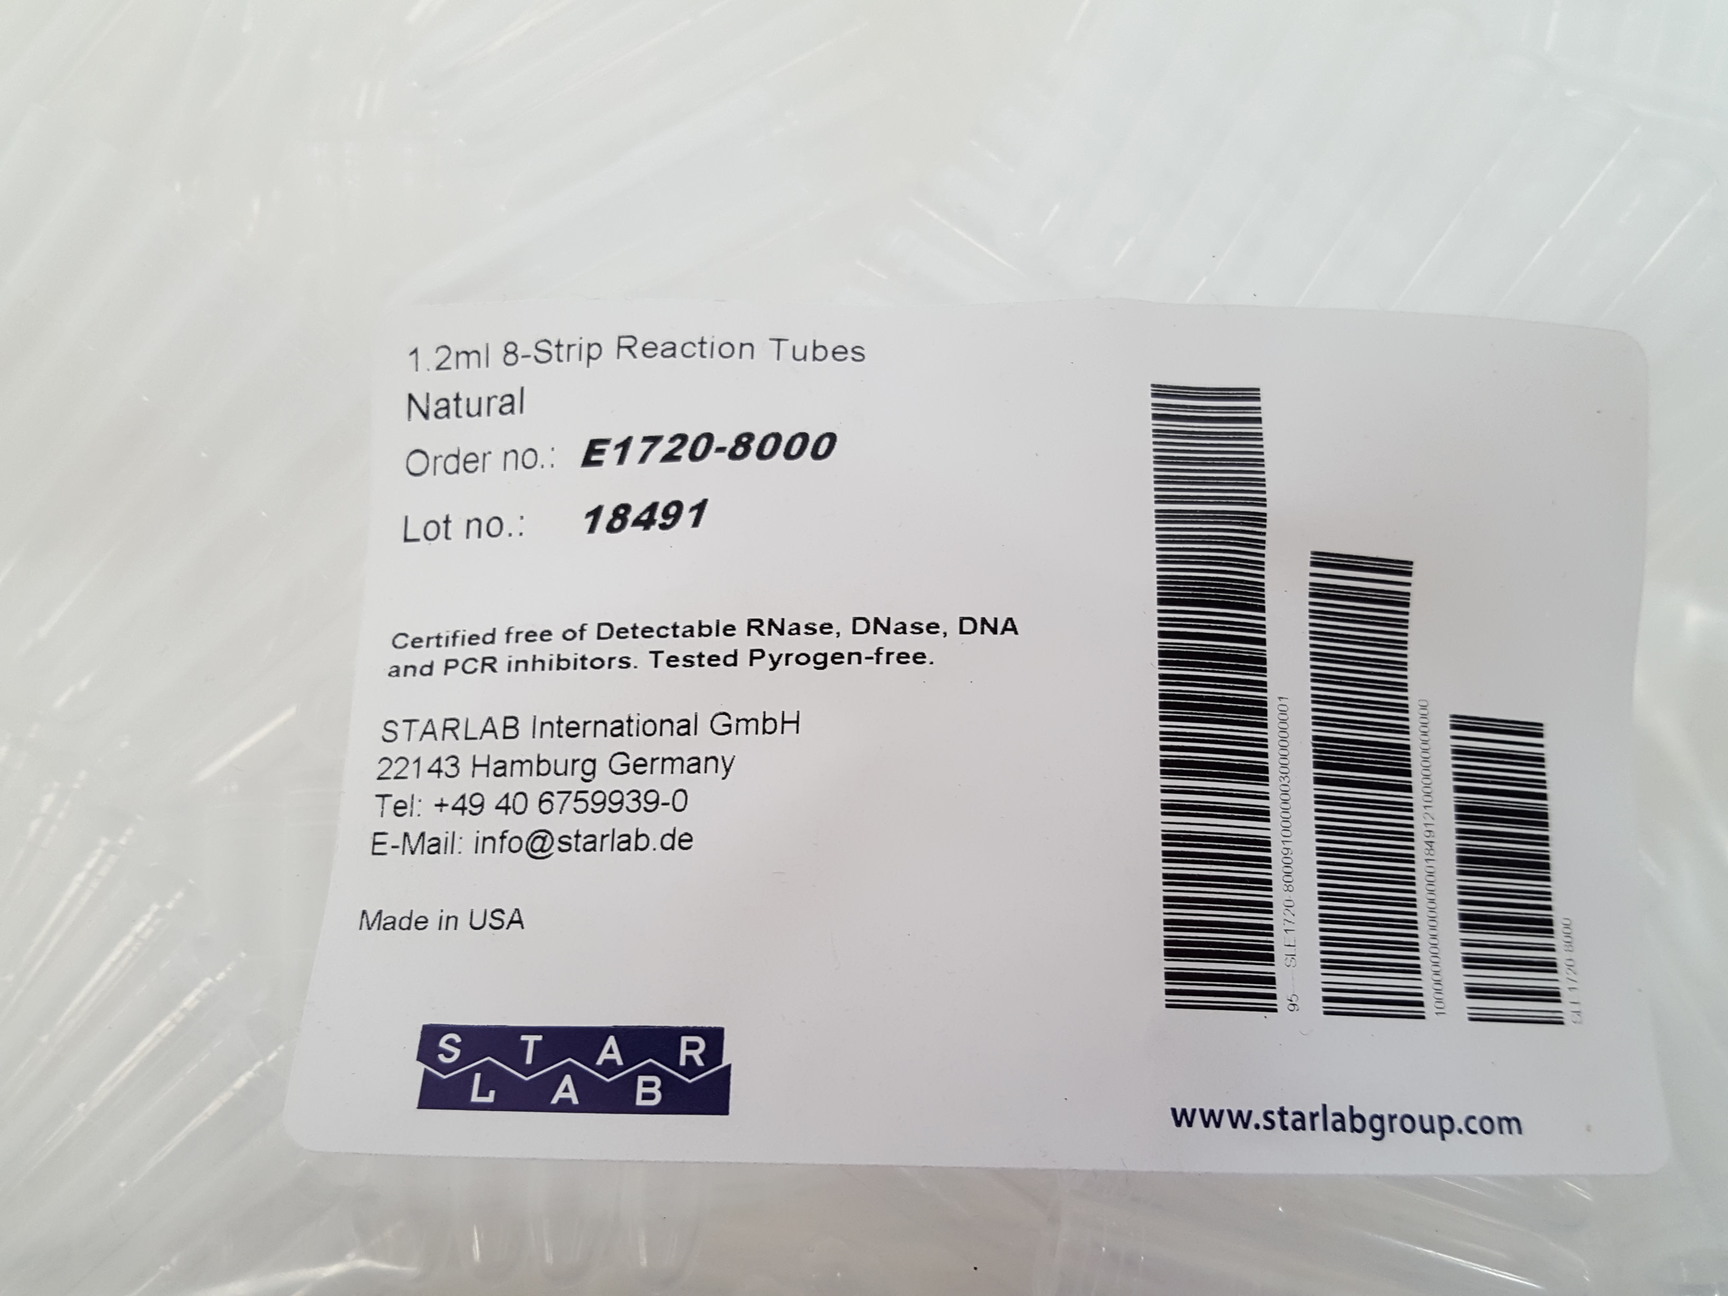 1.2ml 8-Strip Reaction Tubes
Natural
Order no.: E1720-8000
Lot no.: 18491
Certified free of Detectable RNase, DNase, DNA
and PCR inhibitors. Tested Pyrogen-free.
STARLAB International GmbH
22143 Hamburg Germany
Tel: +49 40 6759939-0
E-Mail: info@starlab.de
Made in USA
STAR
LAB
www.starlabgroup.com